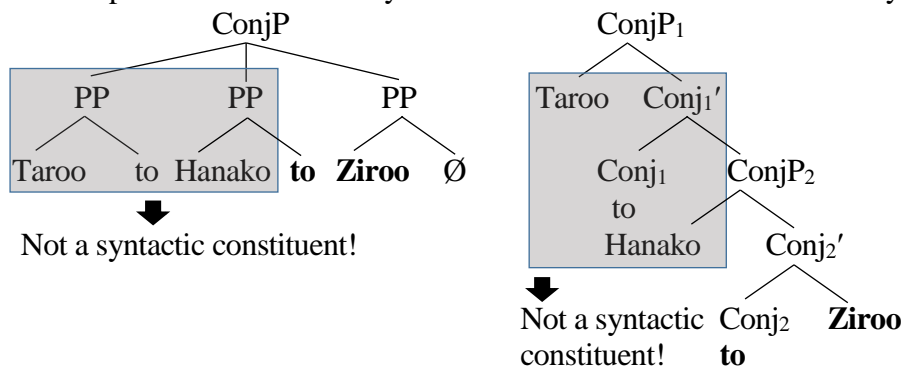 ConjP ConjP₁
PP PP PP Taroo Conj₁′
Taroo to Hanako **to** **Ziroo** Ø Conj₁ ConjP₂
to
Not a syntactic constituent! Hanako Conj₂′
Not a syntactic Conj₂ **Ziroo**
constituent! **to**